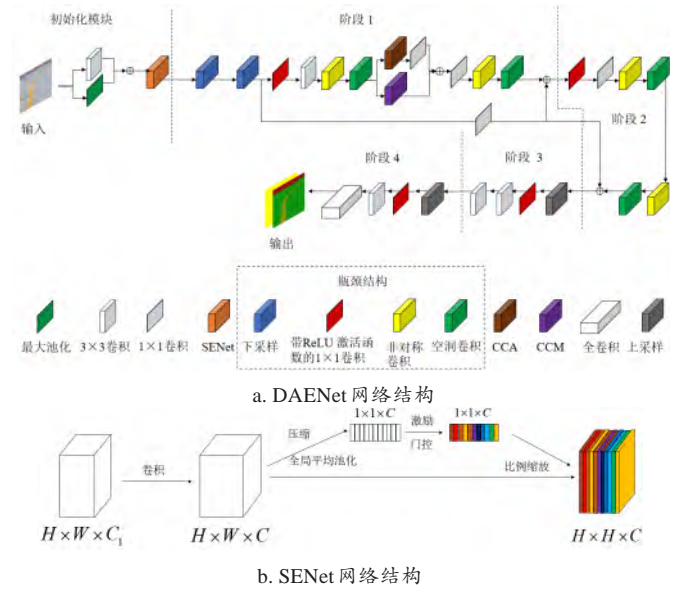 初始化模块
阶段 1
输入
阶段 2
阶段 4
阶段 3
输出
瓶颈结构
最大池化
3×3卷积
1×1卷积
SENet
下采样
带ReLU 激活函
数的1×1卷积
非对称
卷积
空洞卷积
CCA
CCM
全卷积
上采样
a. DAENet 网络结构
压缩
全局平均池化
1×1×C
激励
门控
1×1×C
卷积
比例缩放
H×W×C₁
H×W×C
H×H×C
b. SENet 网络结构